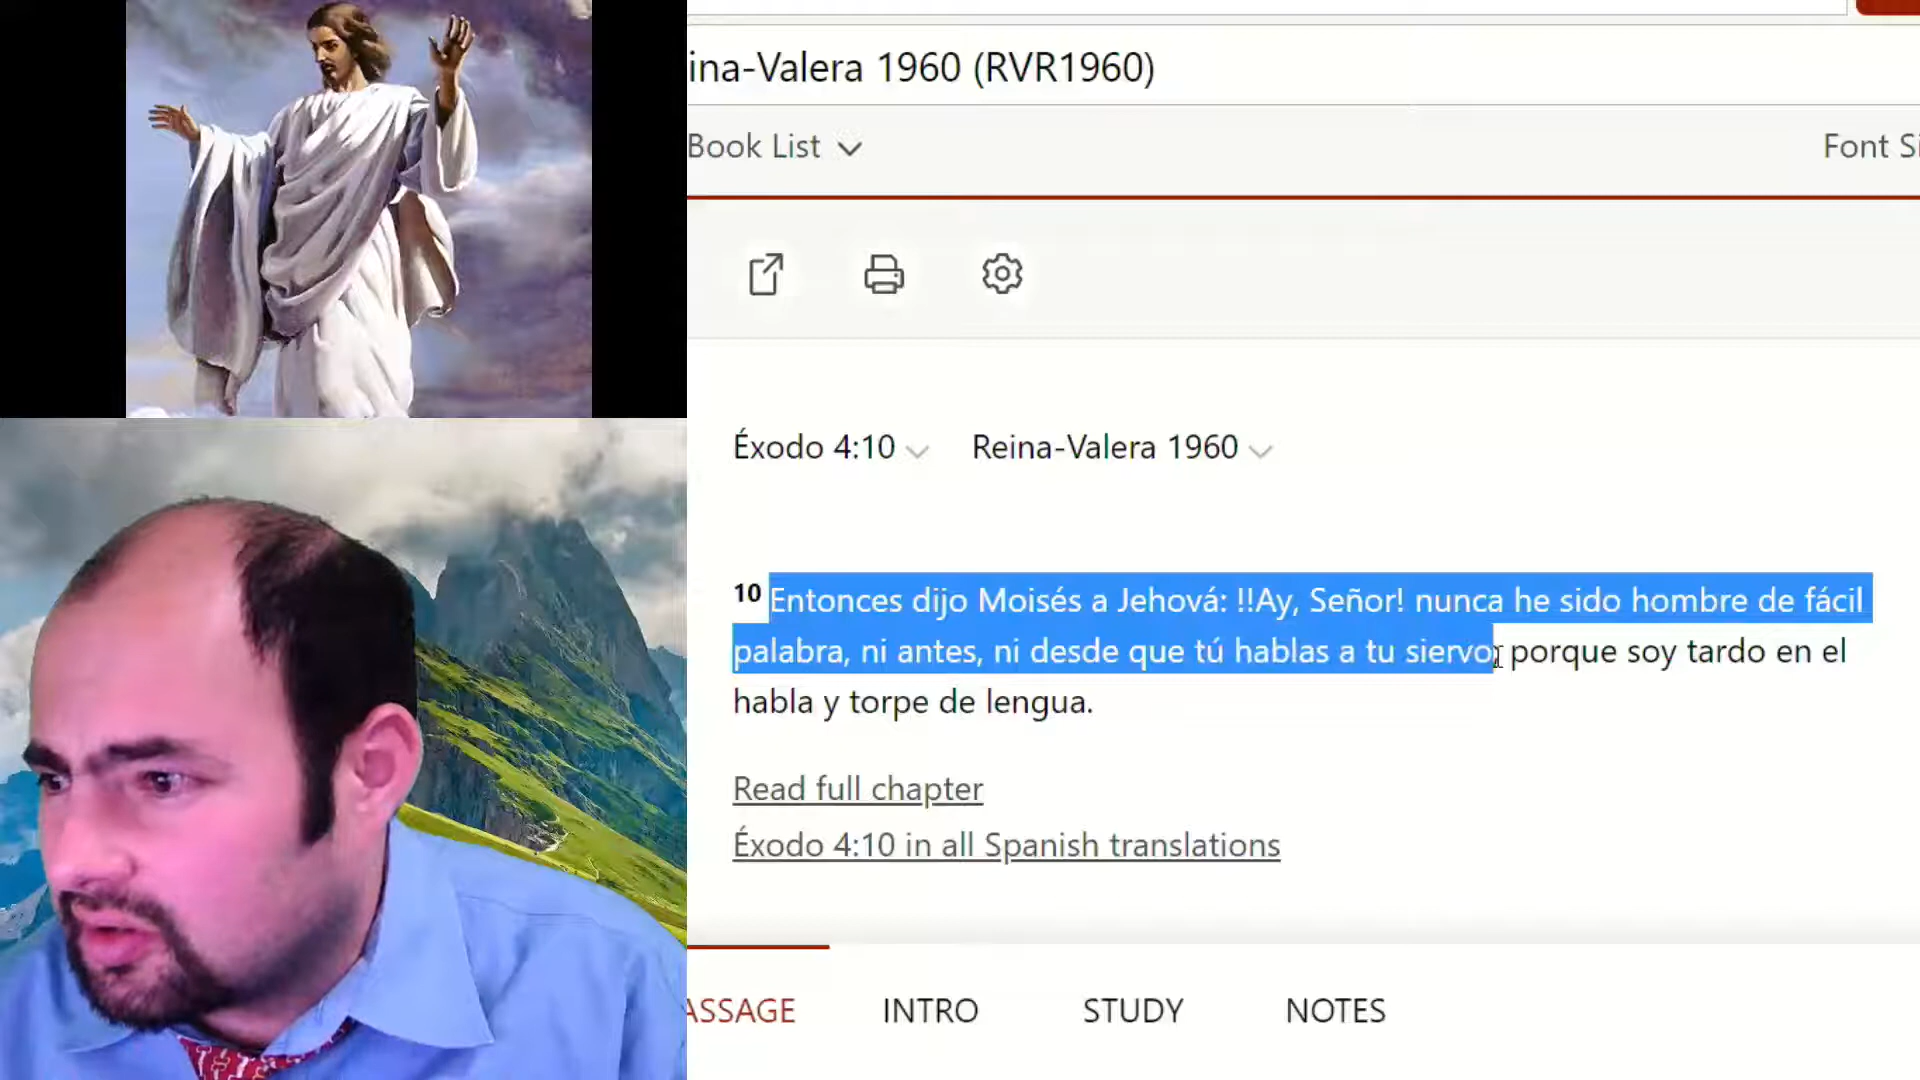 ina-Valera 1960 (RVR1960)
Book List
Font Si
Éxodo 4:10 Reina-Valera 1960
10 Entonces dijo Moisés a Jehová: !!Ay, Señor! nunca he sido hombre de fácil
palabra, ni antes, ni desde que tú hablas a tu siervo; porque soy tardo en el
habla y torpe de lengua.
Read full chapter
Éxodo 4:10 in all Spanish translations
ASSAGE INTRO STUDY NOTES